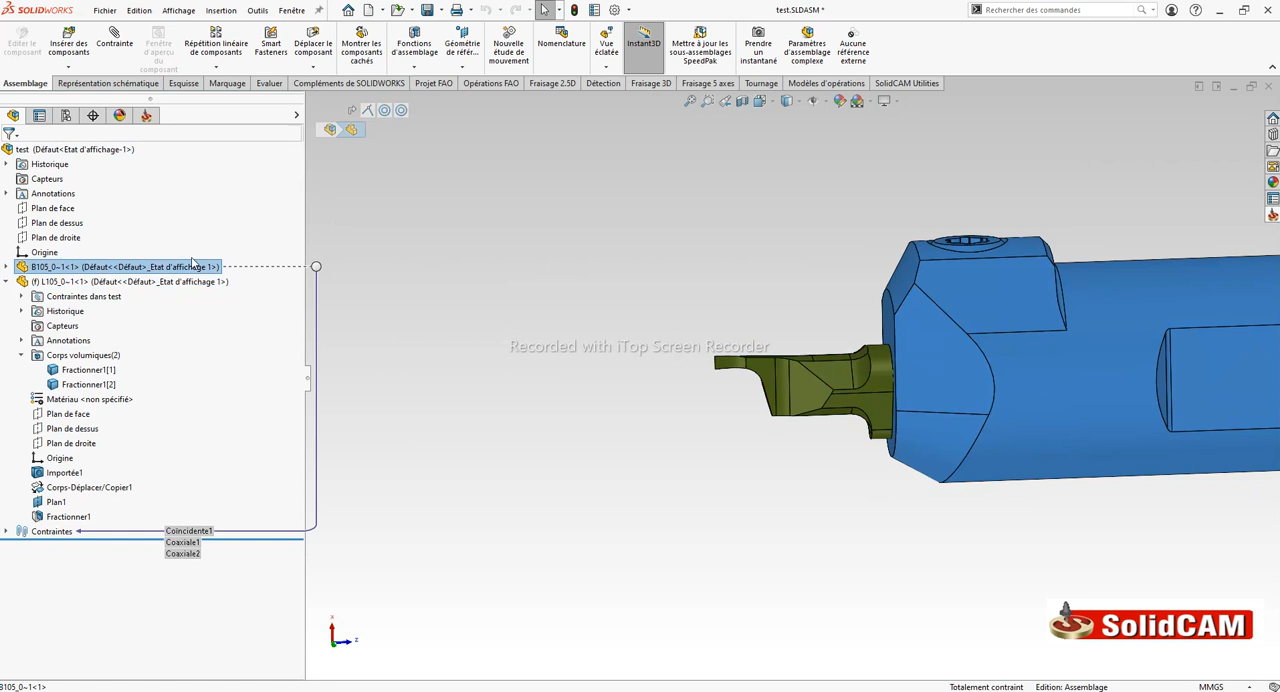 SOLIDWORKS Fichier Edition Affichage Insertion Outils Fenêtre test.SLDASM * Rechercher des commandes
Editer le composant
Insérer des composants
Contrainte
Fenêtre d'aperçu du composant
Répétition linéaire de composants
Smart Fasteners
Déplacer le composant
Montrer les composants cachés
Fonctions d'assemblage
Géométrie de référ...
Nouvelle étude de mouvement
Nomenclature
Vue éclatée
Instant3D
Mettre à jour les sous-assemblages SpeedPak
Prendre un instantané
Paramètres d'assemblage complexe
Aucune référence externe
Assemblage Représentation schématique Esquisse Marquage Evaluer Compléments de SOLIDWORKS Projet FAO Opérations FAO Fraisage 2.5D Détection Fraisage 3D Fraisage 5 axes Tournage Modèles d'opérations SolidCAM Utilities
test (Défaut<Etat d'affichage-1>)
Historique
Capteurs
Annotations
Plan de face
Plan de dessus
Plan de droite
Origine
B105_0~1<1> (Défaut<<Défaut>_Etat d'affichage 1>)
(f) L105_0~1<1> (Défaut<<Défaut>_Etat d'affichage 1>)
Contraintes dans test
Historique
Capteurs
Annotations
Corps volumiques(2)
Fractionner1[1]
Fractionner1[2]
Matériau <non spécifié>
Plan de face
Plan de dessus
Plan de droite
Origine
Importée1
Corps-Déplacer/Copier1
Plan1
Fractionner1
Contraintes
Coïncidente1
Coaxiale1
Coaxiale2
Recorded with iTop Screen Recorder
x
z
SolidCAM
B105_0~1<1> Totalement contraint Edition: Assemblage MMGS